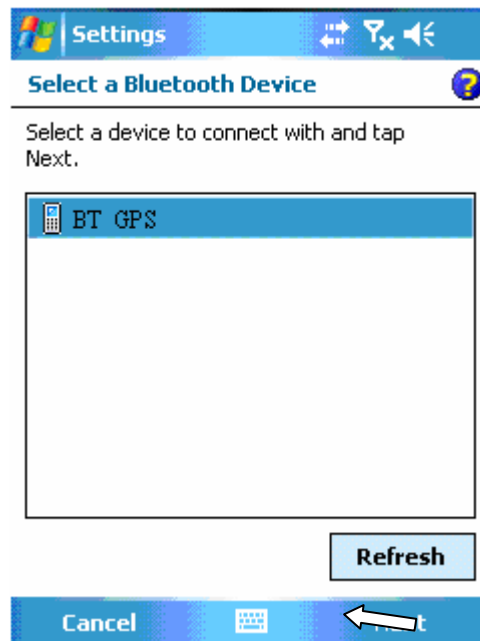 Settings
Select a Bluetooth Device
Select a device to connect with and tap
Next.
BT GPS
Refresh
Cancel